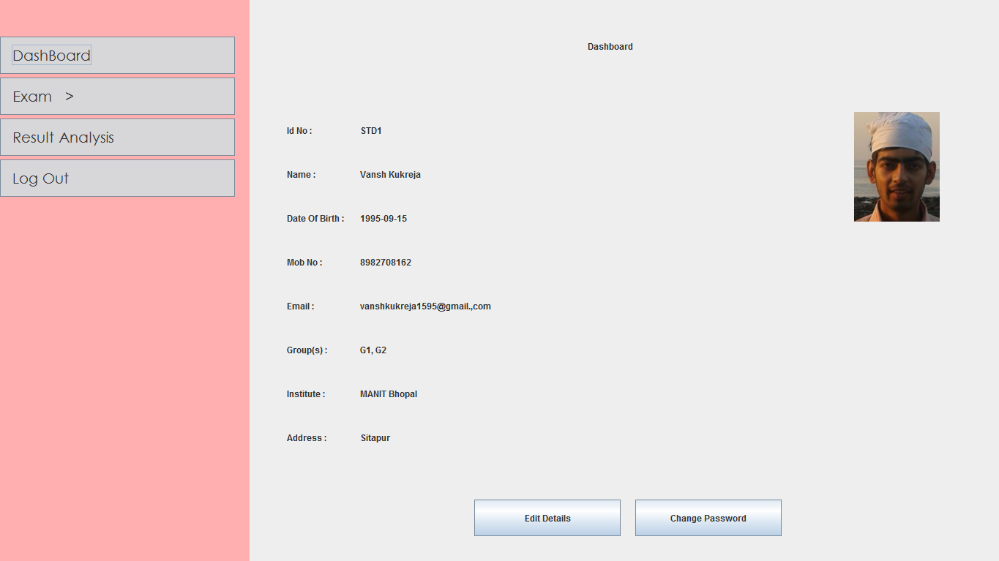 DashBoard
Exam >
Result Analysis
Log Out
Dashboard
Id No : STD1
Name : Vansh Kukreja
Date Of Birth : 1995-09-15
Mob No : 8982708162
Email : vanshkukreja1595@gmail.,com
Group(s) : G1, G2
Institute : MANIT Bhopal
Address : Sitapur
Edit Details
Change Password